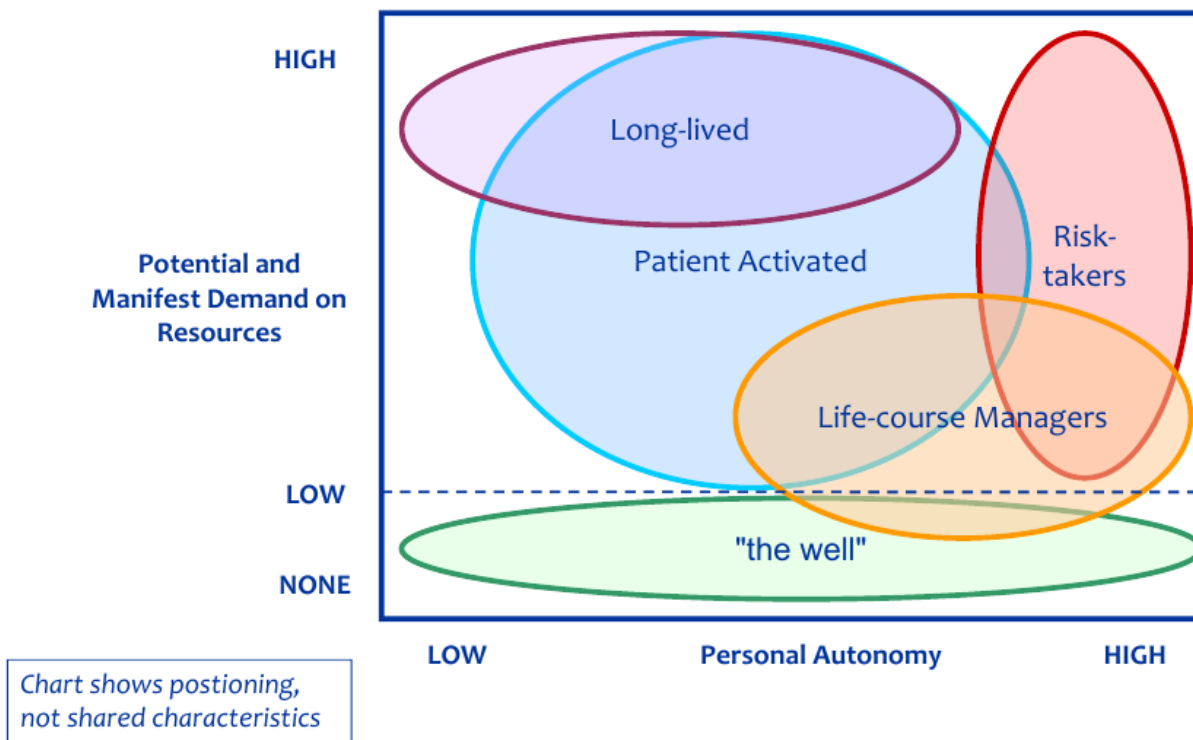 HIGH
Long-lived
Potential and
Manifest Demand on
Resources
Patient Activated
Risk-
takers
Life-course Managers
LOW
"the well"
NONE
LOW
Personal Autonomy
HIGH
Chart shows postioning,
not shared characteristics